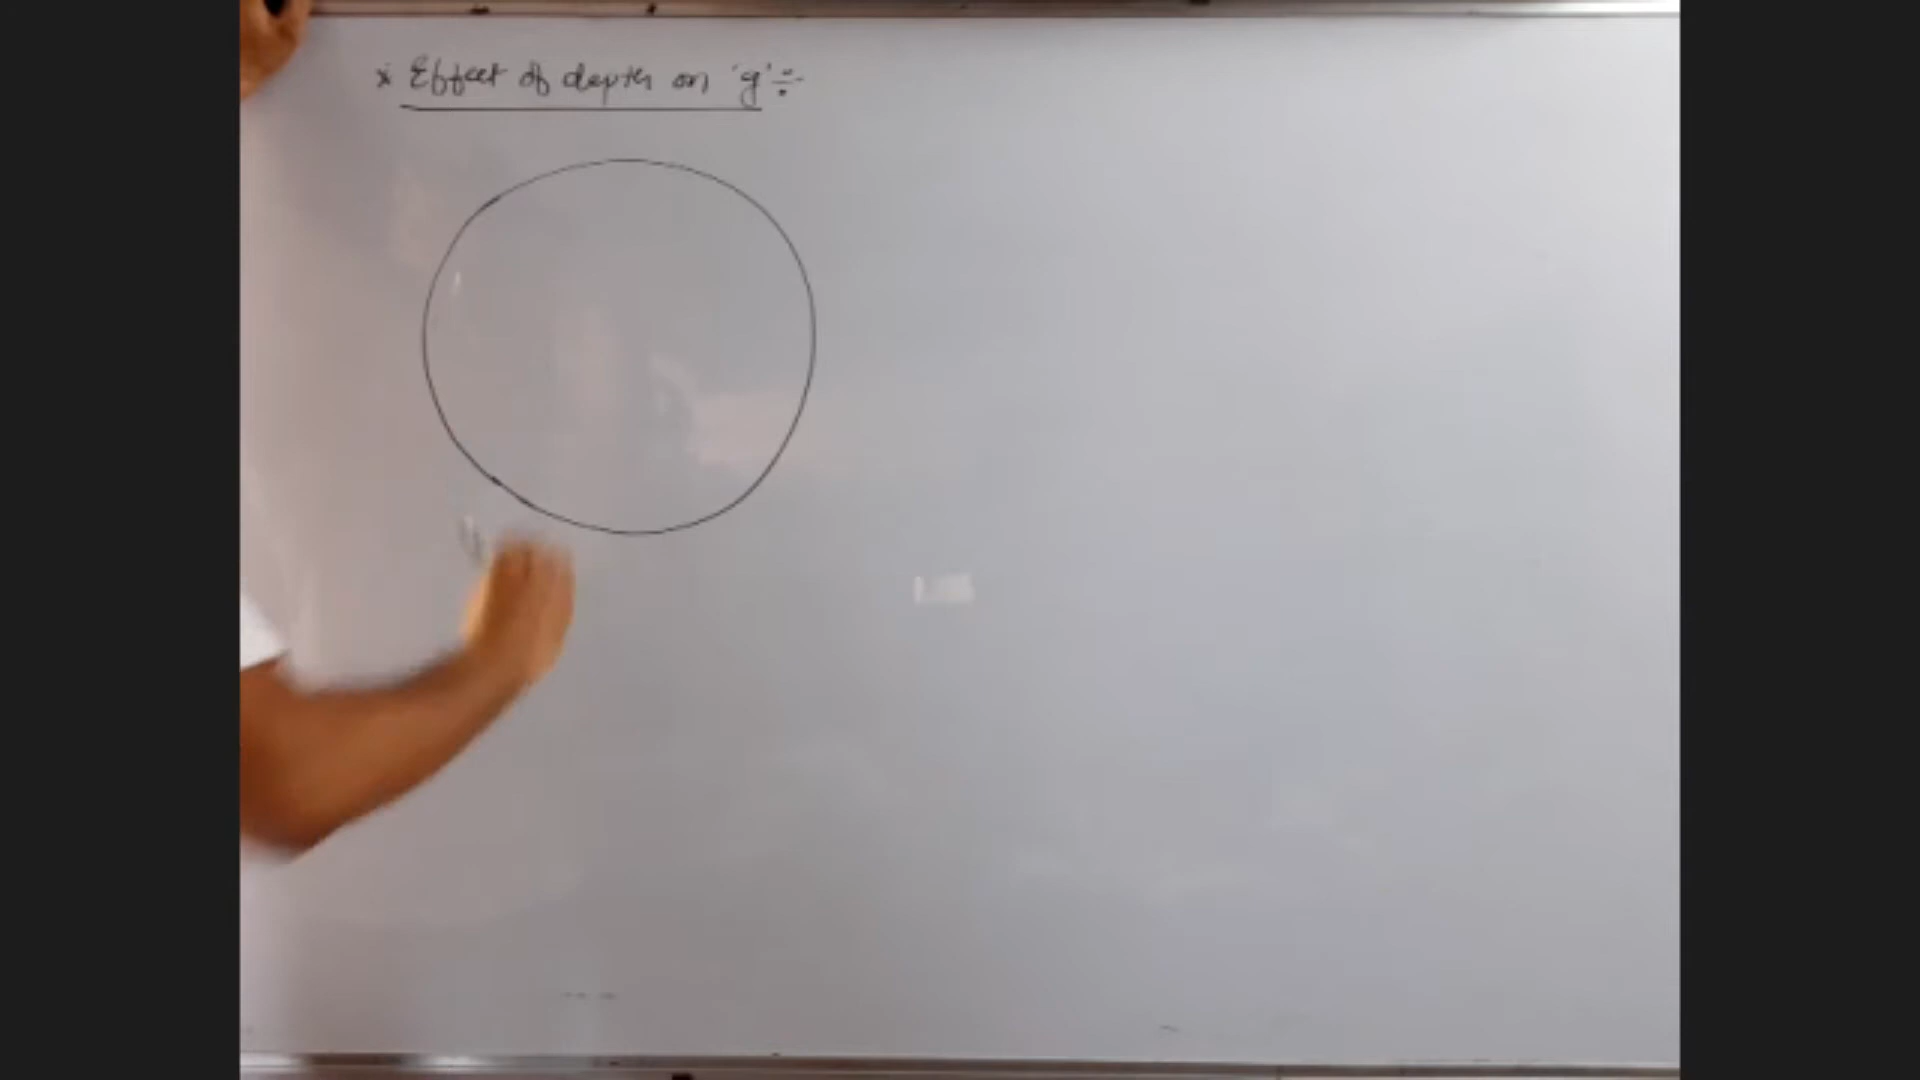 * Effect of depth on 'g' :-